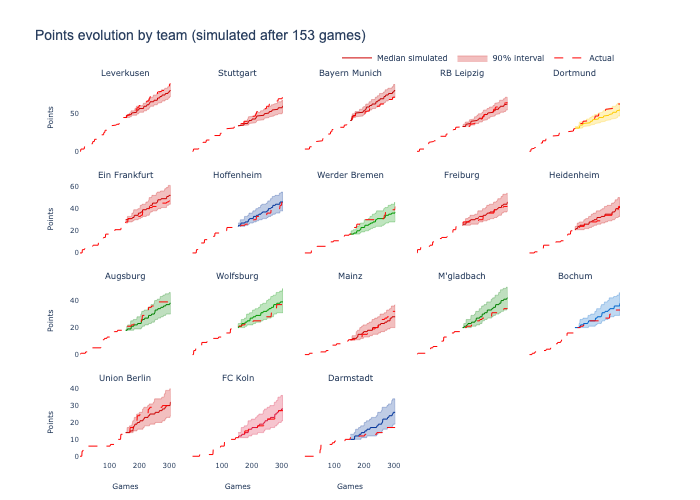 Points evolution by team (simulated after 153 games)
Median simulated 90% interval Actual
Leverkusen Stuttgart Bayern Munich RB Leipzig Dortmund
Points
50
0
Ein Frankfurt Hoffenheim Werder Bremen Freiburg Heidenheim
Points
60
40
20
0
Augsburg Wolfsburg Mainz M'gladbach Bochum
Points
40
20
0
Union Berlin FC Koln Darmstadt
Points
40
30
20
10
0
100 200 300 100 200 300 100 200 300
Games Games Games